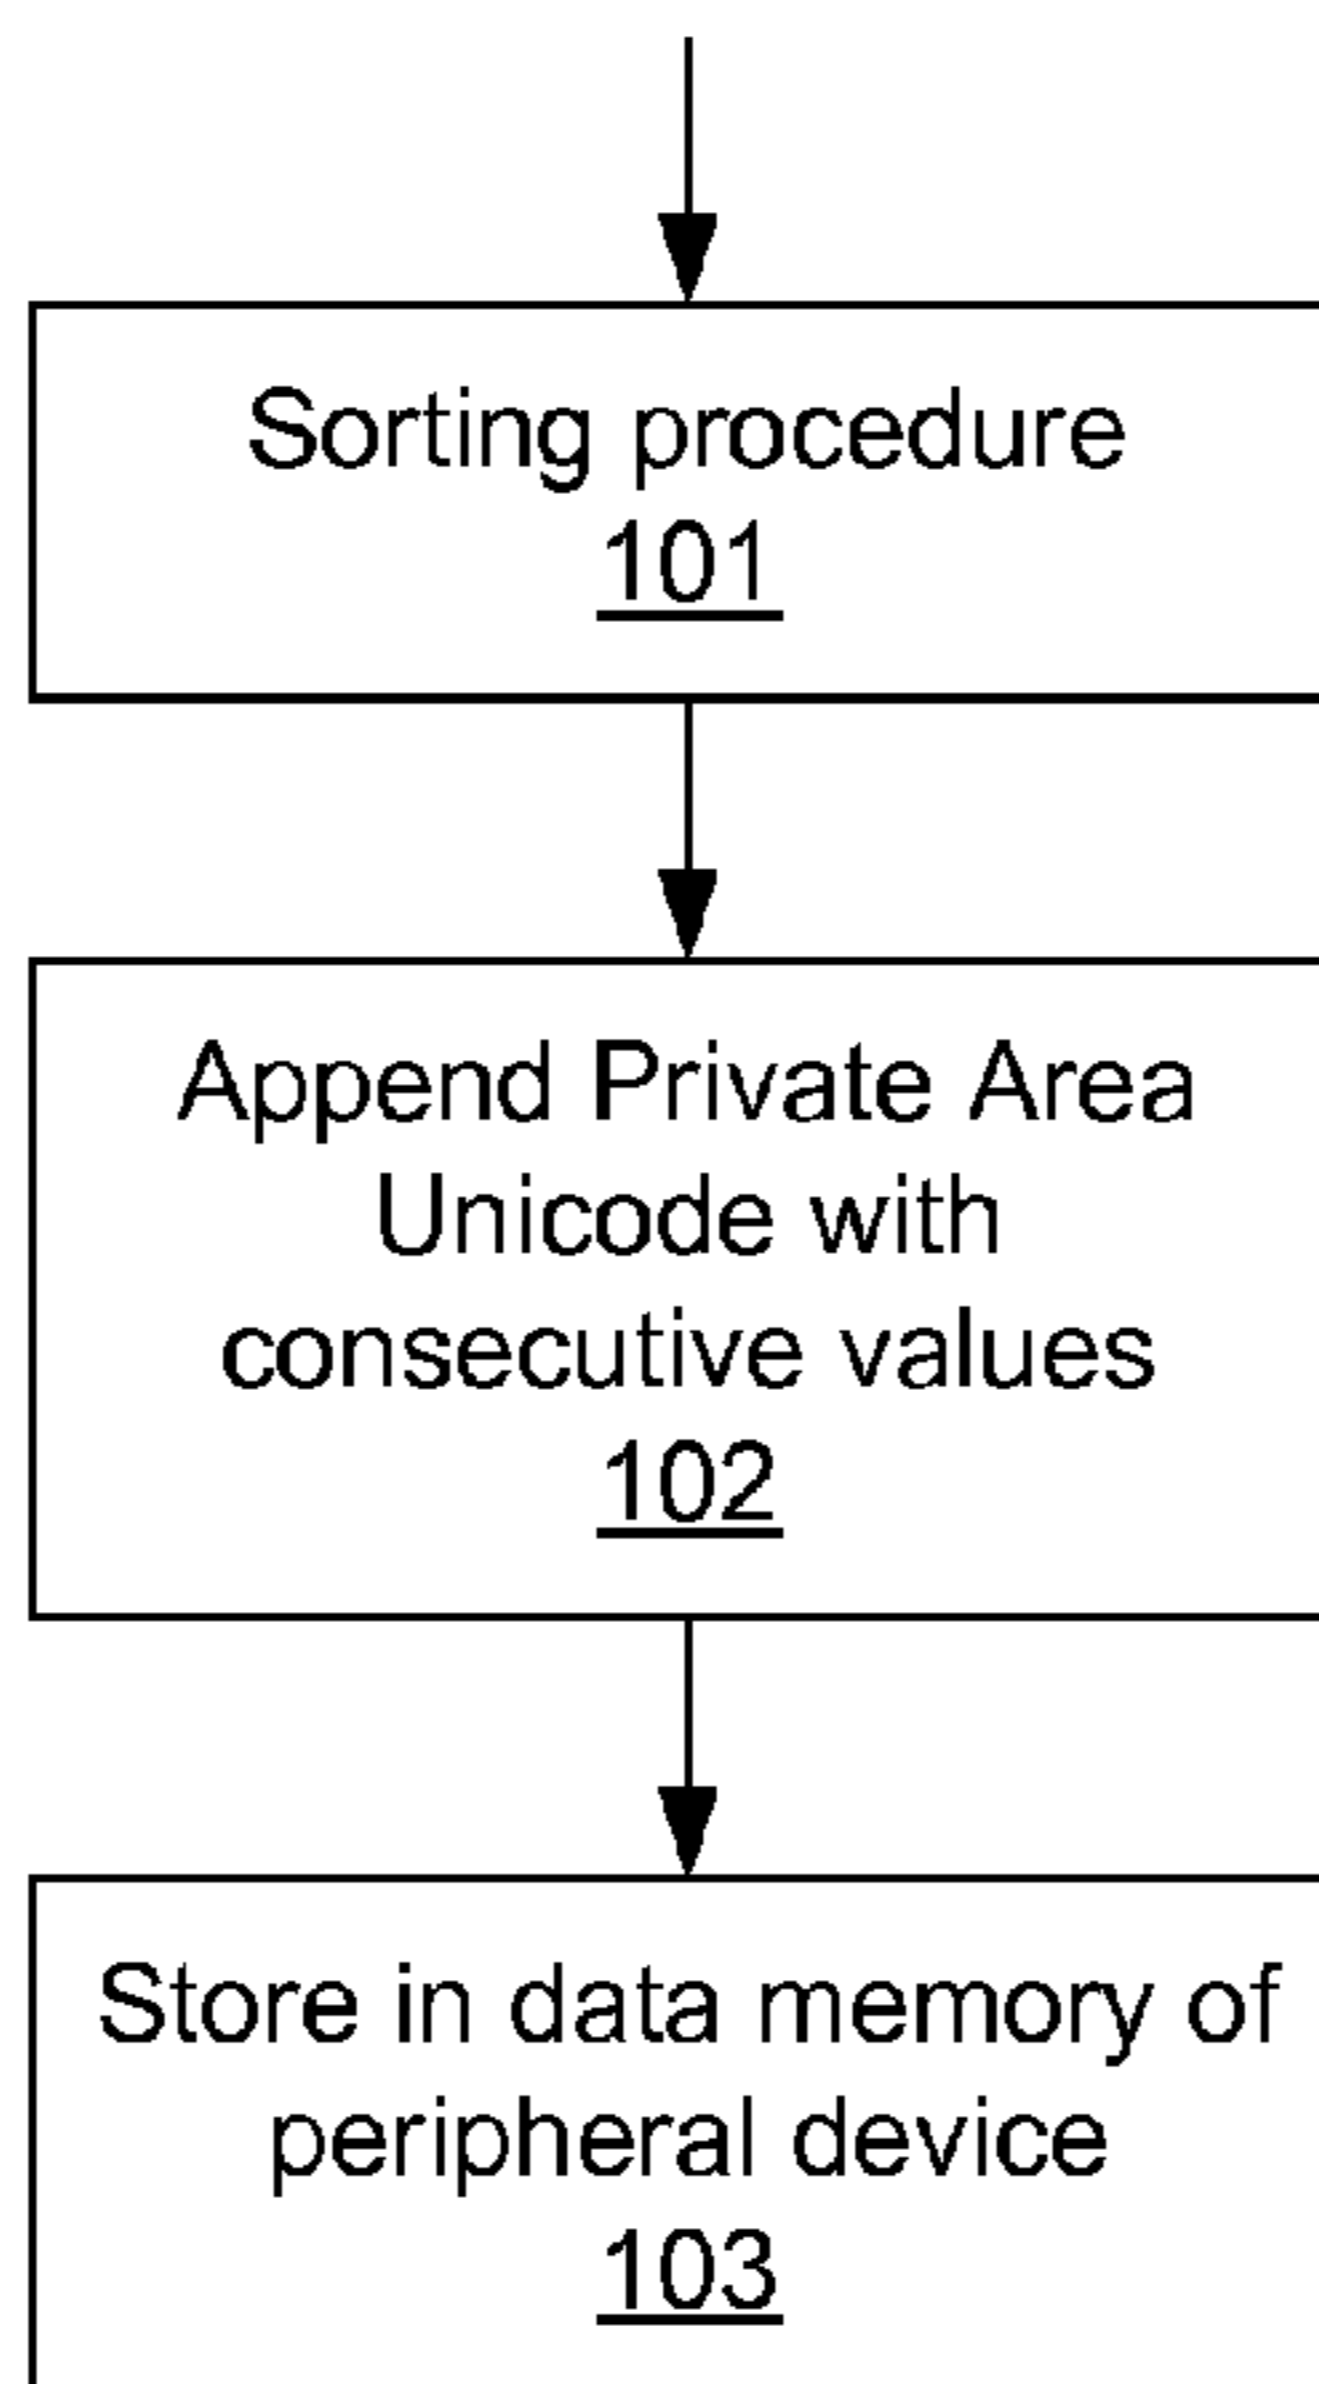 Sorting procedure
101
Append Private Area
Unicode with
consecutive values
102
Store in data memory of
peripheral device
103